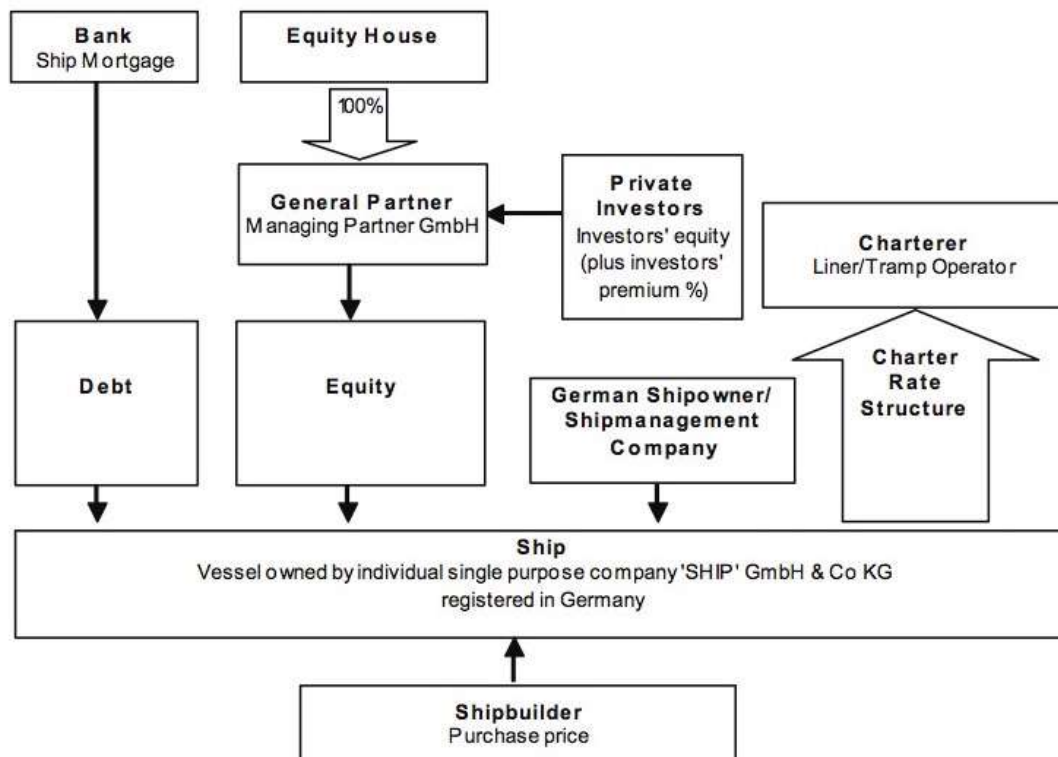 Bank
Ship Mortgage
Equity House
100%
General Partner
Managing Partner GmbH
Private
Investors
Investors' equity
(plus investors'
premium %)
Charterer
Liner/Tramp Operator
Debt
Equity
German Shipowner/
Shipmanagement
Company
Charter
Rate
Structure
Ship
Vessel owned by individual single purpose company 'SHIP' GmbH & Co KG
registered in Germany
Shipbuilder
Purchase price